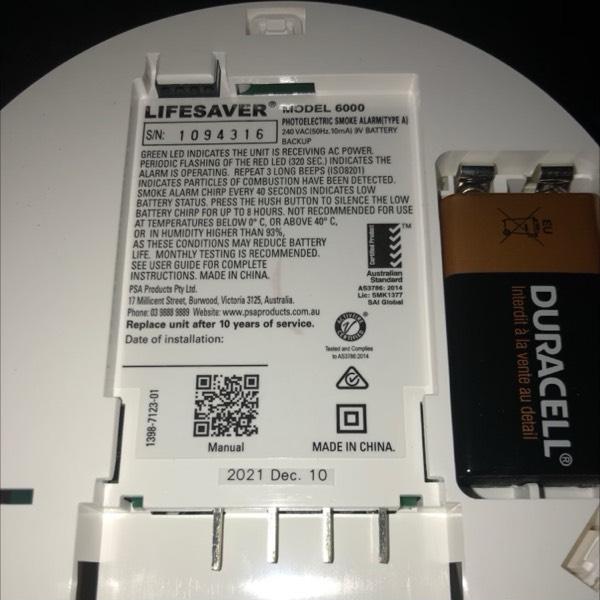 LIFESAVER® MODEL 6000
S/N: 1094316
PHOTOELECTRIC SMOKE ALARM(TYPE A)
240 VAC(50Hz, 10mA) 9V BATTERY
BACKUP
GREEN LED INDICATES THE UNIT IS RECEIVING AC POWER.
PERIODIC FLASHING OF THE RED LED (320 SEC.) INDICATES THE
ALARM IS OPERATING. REPEAT 3 LONG BEEPS (ISO8201)
INDICATES PARTICLES OF COMBUSTION HAVE BEEN DETECTED.
SMOKE ALARM CHIRP EVERY 40 SECONDS INDICATES LOW
BATTERY STATUS. PRESS THE HUSH BUTTON TO SILENCE THE LOW
BATTERY CHIRP FOR UP TO 8 HOURS. NOT RECOMMENDED FOR USE
AT TEMPERATURES BELOW 0° C, OR ABOVE 40° C,
OR IN HUMIDITY HIGHER THAN 93%,
AS THESE CONDITIONS MAY REDUCE BATTERY
LIFE. MONTHLY TESTING IS RECOMMENDED.
SEE USER GUIDE FOR COMPLETE
INSTRUCTIONS. MADE IN CHINA.
PSA Products Pty Ltd.
17 Millicent Street, Burwood, Victoria 3125, Australia.
Phone: 03 9888 9889 Website: www.psaproducts.com.au
Replace unit after 10 years of service.
Date of installation:
Certified Product
TM
Australian
Standard
AS3786: 2014
Lic: SMK1377
SAI Global
Tested and Complies
to AS3786:2014
1398-7123-01
Manual
MADE IN CHINA.
2021 Dec. 10
EU
DURACELL®
Interdit à la vente au détail